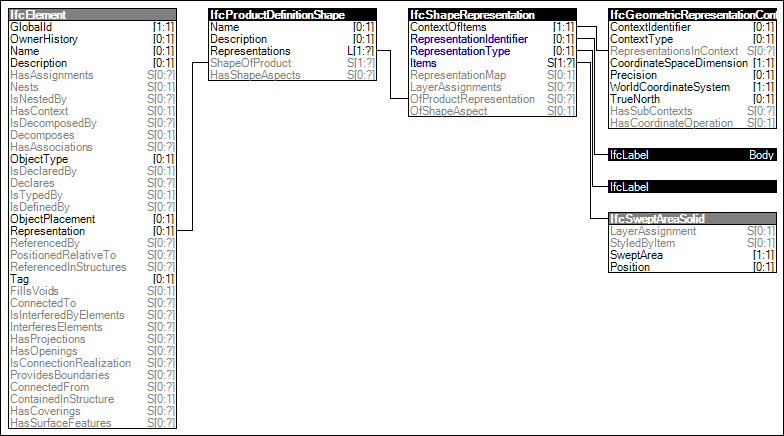 IfcElement
GlobalId [1:1]
OwnerHistory [0:1]
Name [0:1]
Description [0:1]
HasAssignments S[0:?]
Nests S[0:1]
IsNestedBy S[0:?]
HasContext S[0:1]
IsDecomposedBy S[0:?]
Decomposes S[0:1]
HasAssociations S[0:?]
ObjectType [0:1]
IsDeclaredBy S[0:1]
Declares S[0:?]
IsTypedBy S[0:1]
IsDefinedBy S[0:?]
ObjectPlacement [0:1]
Representation [0:1]
ReferencedBy S[0:?]
PositionedRelativeTo S[0:?]
ReferencedInStructures S[0:?]
Tag [0:1]
FillsVoids S[0:1]
ConnectedTo S[0:?]
IsInterferedByElements S[0:?]
InterferesElements S[0:?]
HasProjections S[0:?]
HasOpenings S[0:?]
IsConnectionRealization S[0:?]
ProvidesBoundaries S[0:?]
ConnectedFrom S[0:?]
ContainedInStructure S[0:1]
HasCoverings S[0:?]
HasSurfaceFeatures S[0:?]
IfcProductDefinitionShape
Name [0:1]
Description [0:1]
Representations L[1:?]
ShapeOfProduct S[1:?]
HasShapeAspects S[0:?]
IfcShapeRepresentation
ContextOfItems [1:1]
RepresentationIdentifier [0:1]
RepresentationType [0:1]
Items S[1:?]
RepresentationMap S[0:1]
LayerAssignments S[0:?]
OfProductRepresentation S[0:?]
OfShapeAspect S[0:1]
IfcGeometricRepresentationCon
ContextIdentifier [0:1]
ContextType [0:1]
RepresentationsInContext S[0:?]
CoordinateSpaceDimension [1:1]
Precision [0:1]
WorldCoordinateSystem [1:1]
TrueNorth [0:1]
HasSubContexts S[0:?]
HasCoordinateOperation S[0:1]
IfcLabel Body
IfcLabel
IfcSweptAreaSolid
LayerAssignment S[0:1]
StyledByItem S[0:1]
SweptArea [1:1]
Position [0:1]